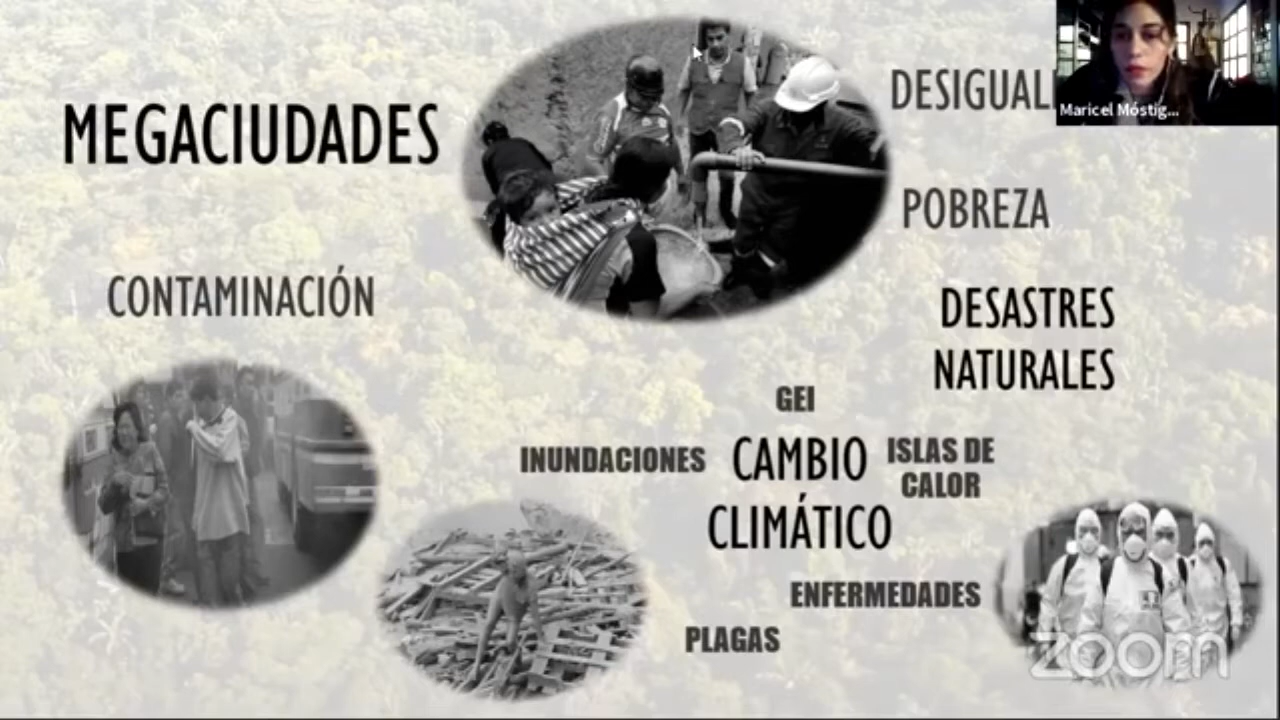 MEGACIUDADES
DESIGUAL
Maricel Móstig...
POBREZA
CONTAMINACIÓN
DESASTRES
NATURALES
GEI
INUNDACIONES
CAMBIO
CLIMÁTICO
ISLAS DE
CALOR
ENFERMEDADES
PLAGAS
zoom